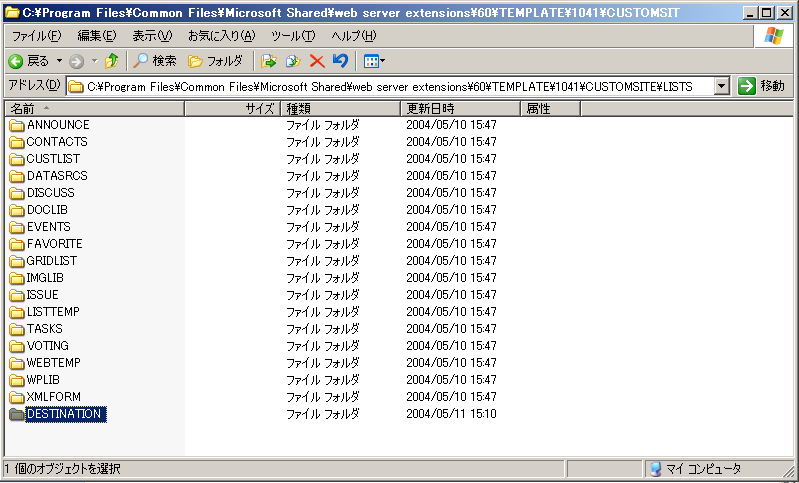 C:¥Program Files¥Common Files¥Microsoft Shared¥web server extensions¥60¥TEMPLATE¥1041¥CUSTOMSIT
ファイル(F) 編集(E) 表示(V) お気に入り(A) ツール(T) ヘルプ(H)
戻る 検索 フォルダ
アドレス(D) C:¥Program Files¥Common Files¥Microsoft Shared¥web server extensions¥60¥TEMPLATE¥1041¥CUSTOMSITE¥LISTS 移動
名前 サイズ 種類 更新日時 属性
ANNOUNCE ファイル フォルダ 2004/05/10 15:47
CONTACTS ファイル フォルダ 2004/05/10 15:47
CUSTLIST ファイル フォルダ 2004/05/10 15:47
DATASRCS ファイル フォルダ 2004/05/10 15:47
DISCUSS ファイル フォルダ 2004/05/10 15:47
DOCLIB ファイル フォルダ 2004/05/10 15:47
EVENTS ファイル フォルダ 2004/05/10 15:47
FAVORITE ファイル フォルダ 2004/05/10 15:47
GRIDLIST ファイル フォルダ 2004/05/10 15:47
IMGLIB ファイル フォルダ 2004/05/10 15:47
ISSUE ファイル フォルダ 2004/05/10 15:47
LISTTEMP ファイル フォルダ 2004/05/10 15:47
TASKS ファイル フォルダ 2004/05/10 15:47
VOTING ファイル フォルダ 2004/05/10 15:47
WEBTEMP ファイル フォルダ 2004/05/10 15:47
WPLIB ファイル フォルダ 2004/05/10 15:47
XMLFORM ファイル フォルダ 2004/05/10 15:47
DESTINATION ファイル フォルダ 2004/05/11 15:10
1 個のオブジェクトを選択 マイ コンピュータ